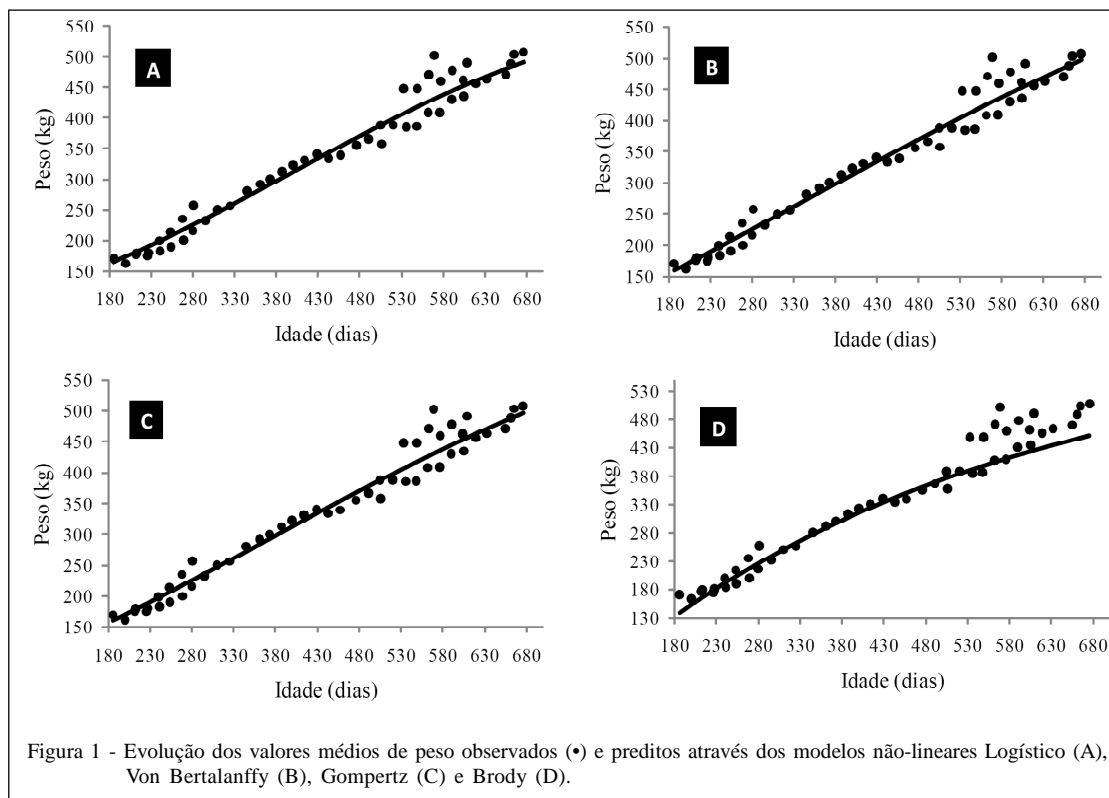 A
550
500
450
400
350
300
250
200
150
Peso (kg)
180 230 280 330 380 430 480 530 580 630 680
Idade (dias)
B
550
500
450
400
350
300
250
200
150
Peso (kg)
180 230 280 330 380 430 480 530 580 630 680
Idade (dias)
C
550
500
450
400
350
300
250
200
150
Peso (kg)
180 230 280 330 380 430 480 530 580 630 680
Idade (dias)
D
530
480
430
380
330
280
230
180
130
Peso (kg)
180 230 280 330 380 430 480 530 580 630 680
Idade (dias)
Figura 1 - Evolução dos valores médios de peso observados (•) e preditos através dos modelos não-lineares Logístico (A),
Von Bertalanffy (B), Gompertz (C) e Brody (D).